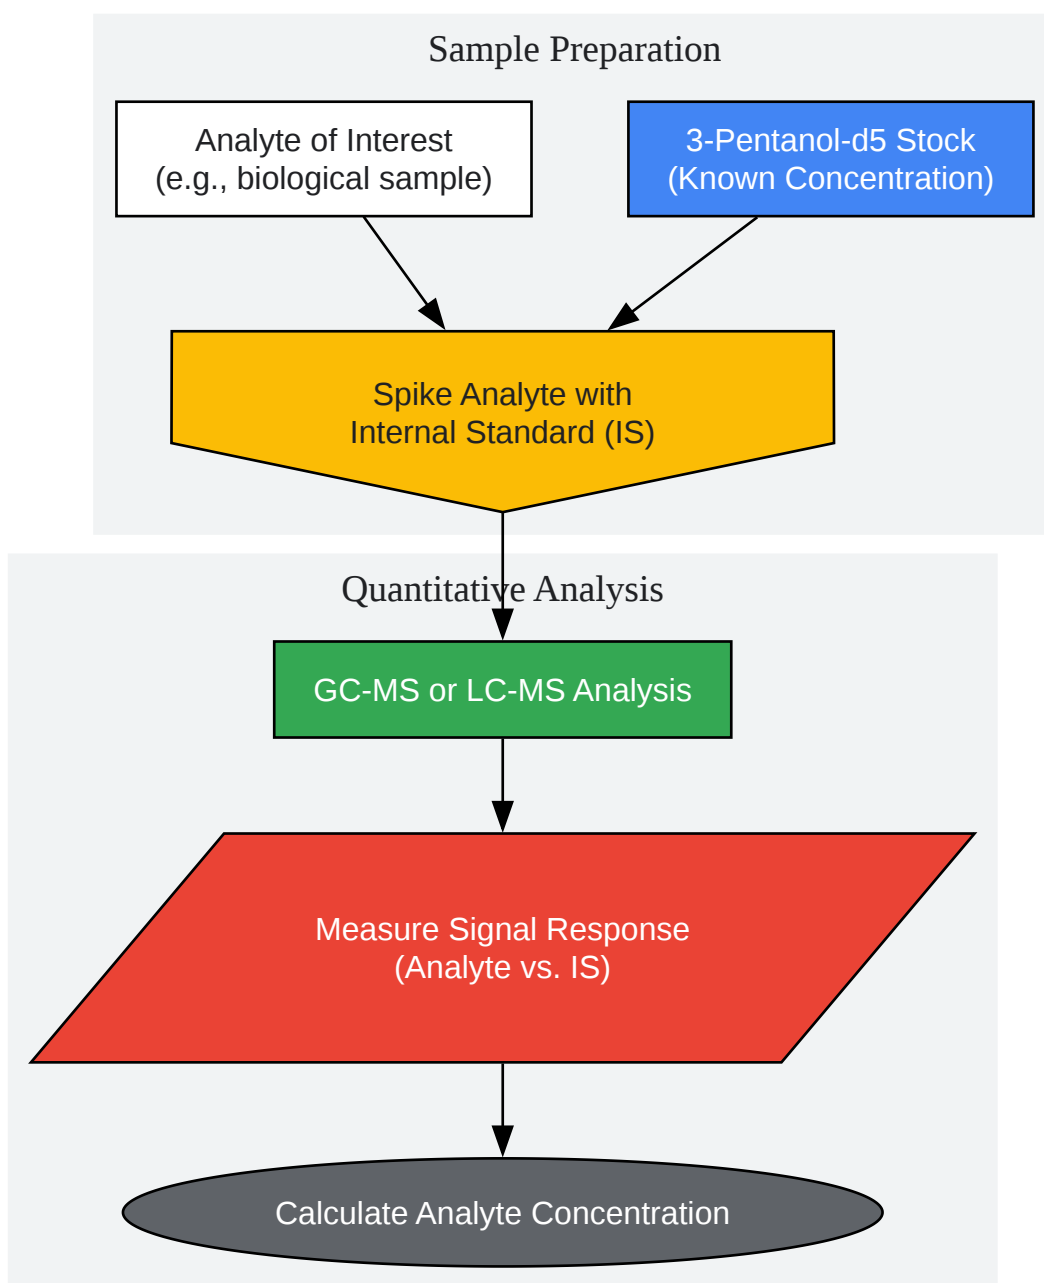 Sample Preparation
Analyte of Interest
(e.g., biological sample)
3-Pentanol-d5 Stock
(Known Concentration)
Spike Analyte with
Internal Standard (IS)
Quantitative Analysis
GC-MS or LC-MS Analysis
Measure Signal Response
(Analyte vs. IS)
Calculate Analyte Concentration